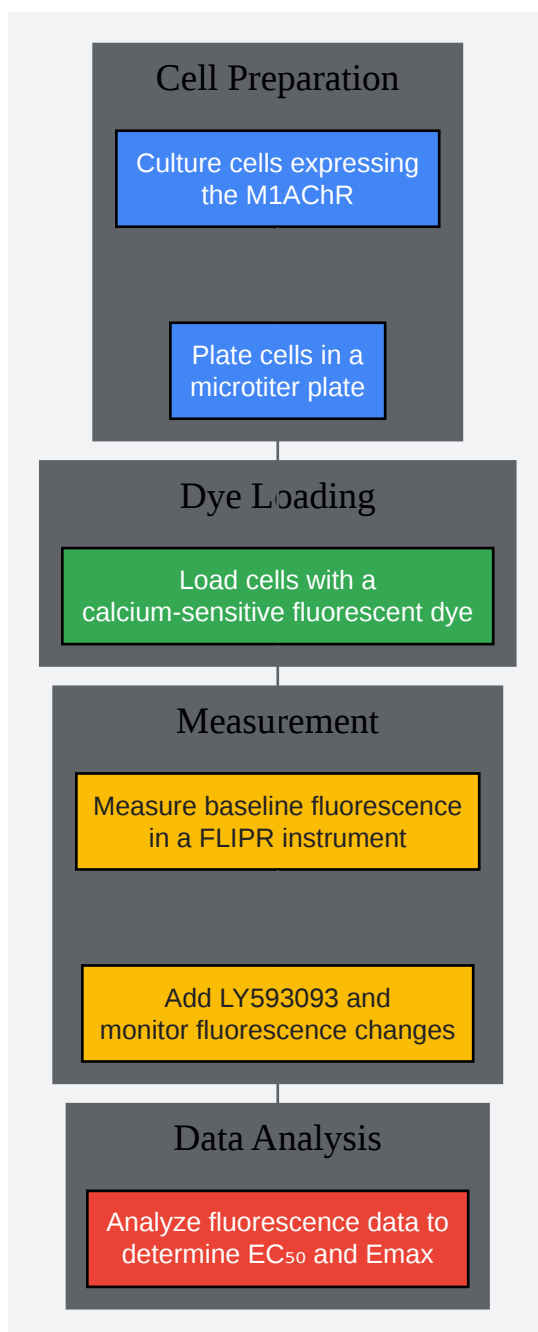 Cell Preparation
Culture cells expressing
the M1AChR
Plate cells in a
microtiter plate
Dye Loading
Load cells with a
calcium-sensitive fluorescent dye
Measurement
Measure baseline fluorescence
in a FLIPR instrument
Add LY593093 and
monitor fluorescence changes
Data Analysis
Analyze fluorescence data to
determine EC₅₀ and Emax